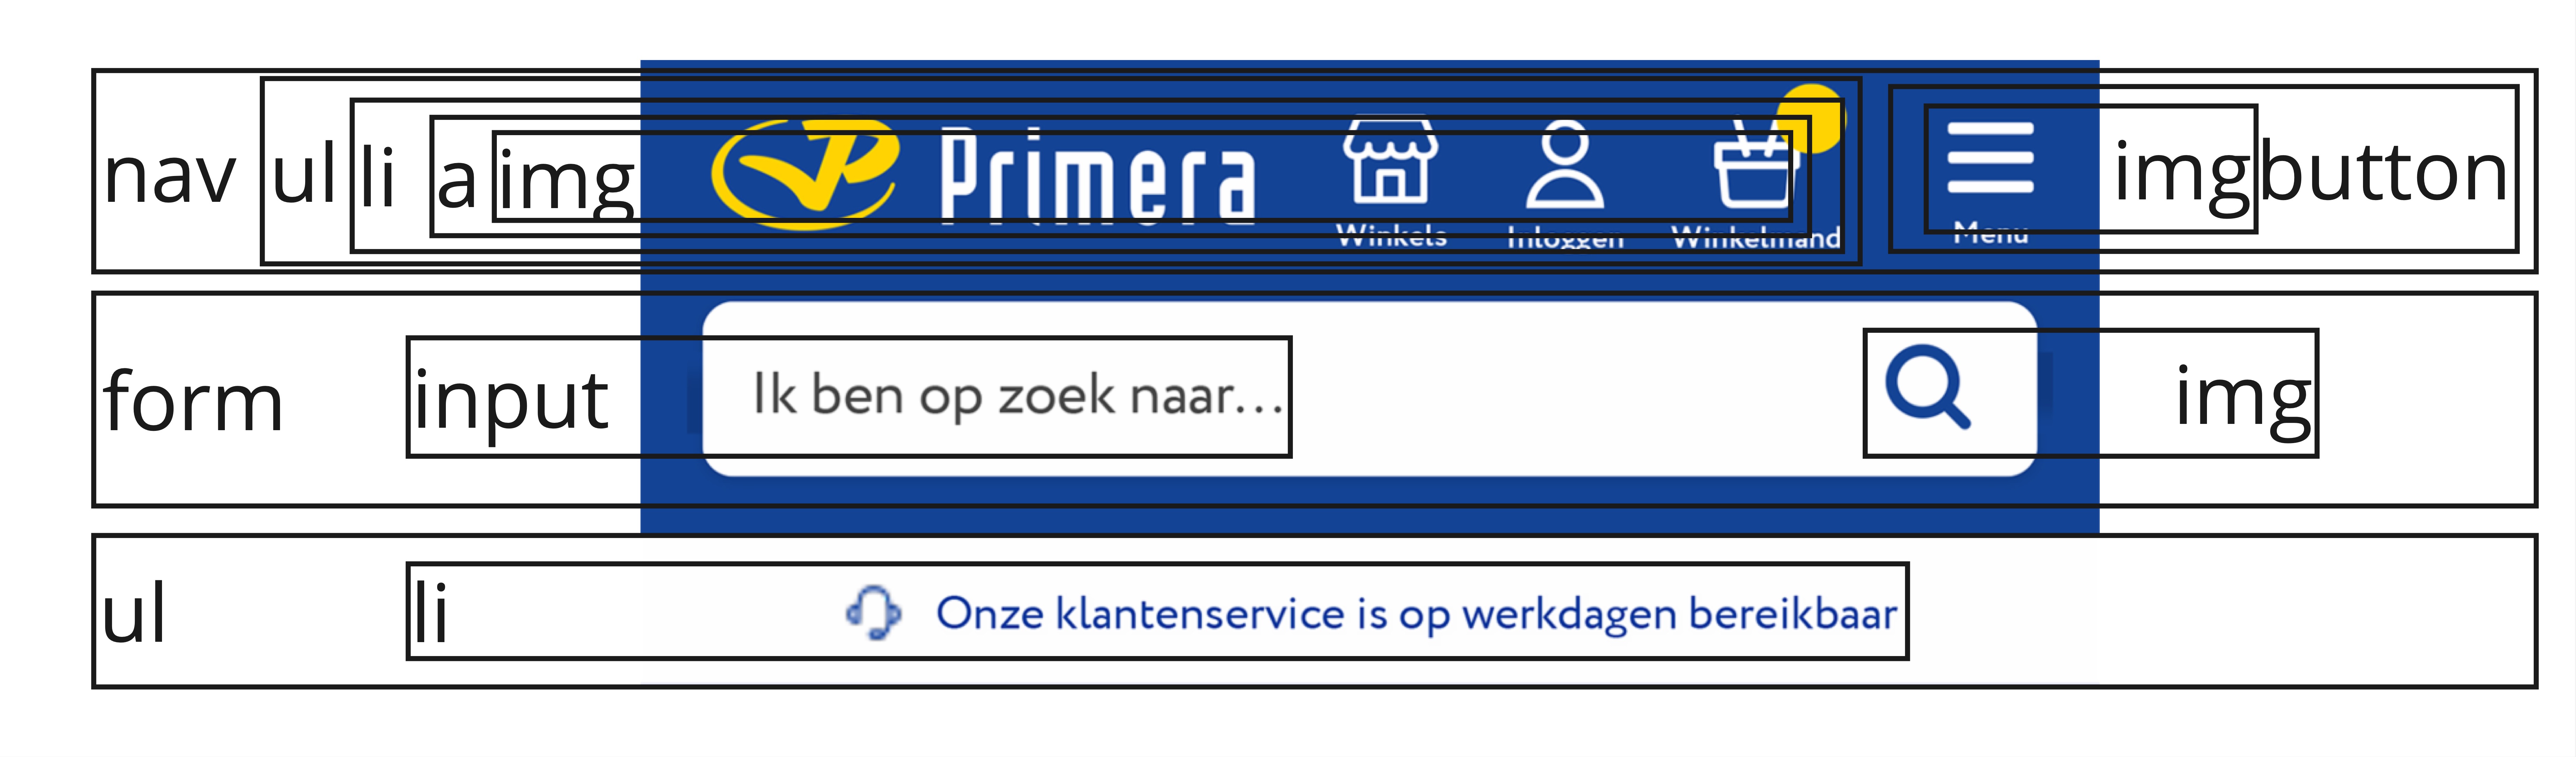 nav ul li a img Primera img button
Winkels Inloggen Winkelmand Menu
form input Ik ben op zoek naar... img
ul li Onze klantenservice is op werkdagen bereikbaar